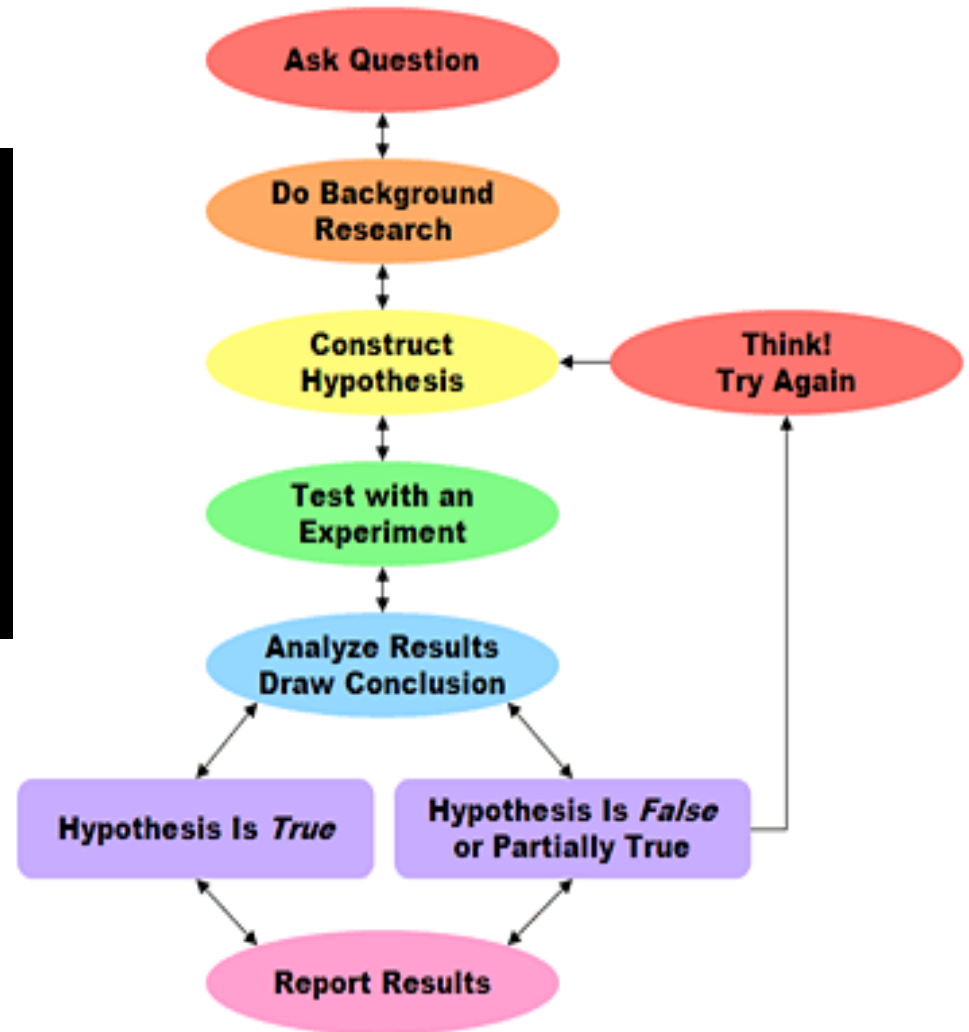 Ask Question
Do Background
Research
Construct
Hypothesis
Think!
Try Again
Test with an
Experiment
Analyze Results
Draw Conclusion
Hypothesis Is True
Hypothesis Is False
or Partially True
Report Results